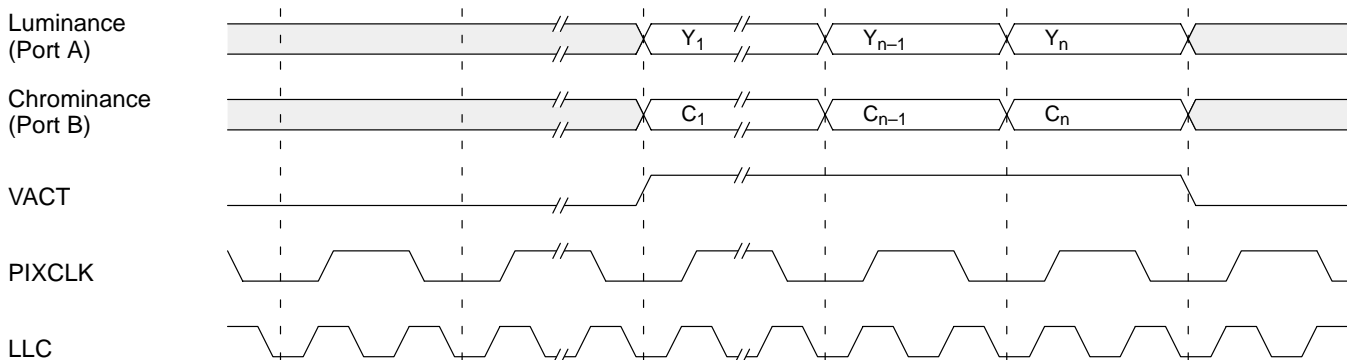 Luminance
(Port A)
Y₁ Yₙ₋₁ Yₙ
Chrominance
(Port B)
C₁ Cₙ₋₁ Cₙ
VACT
PIXCLK
LLC